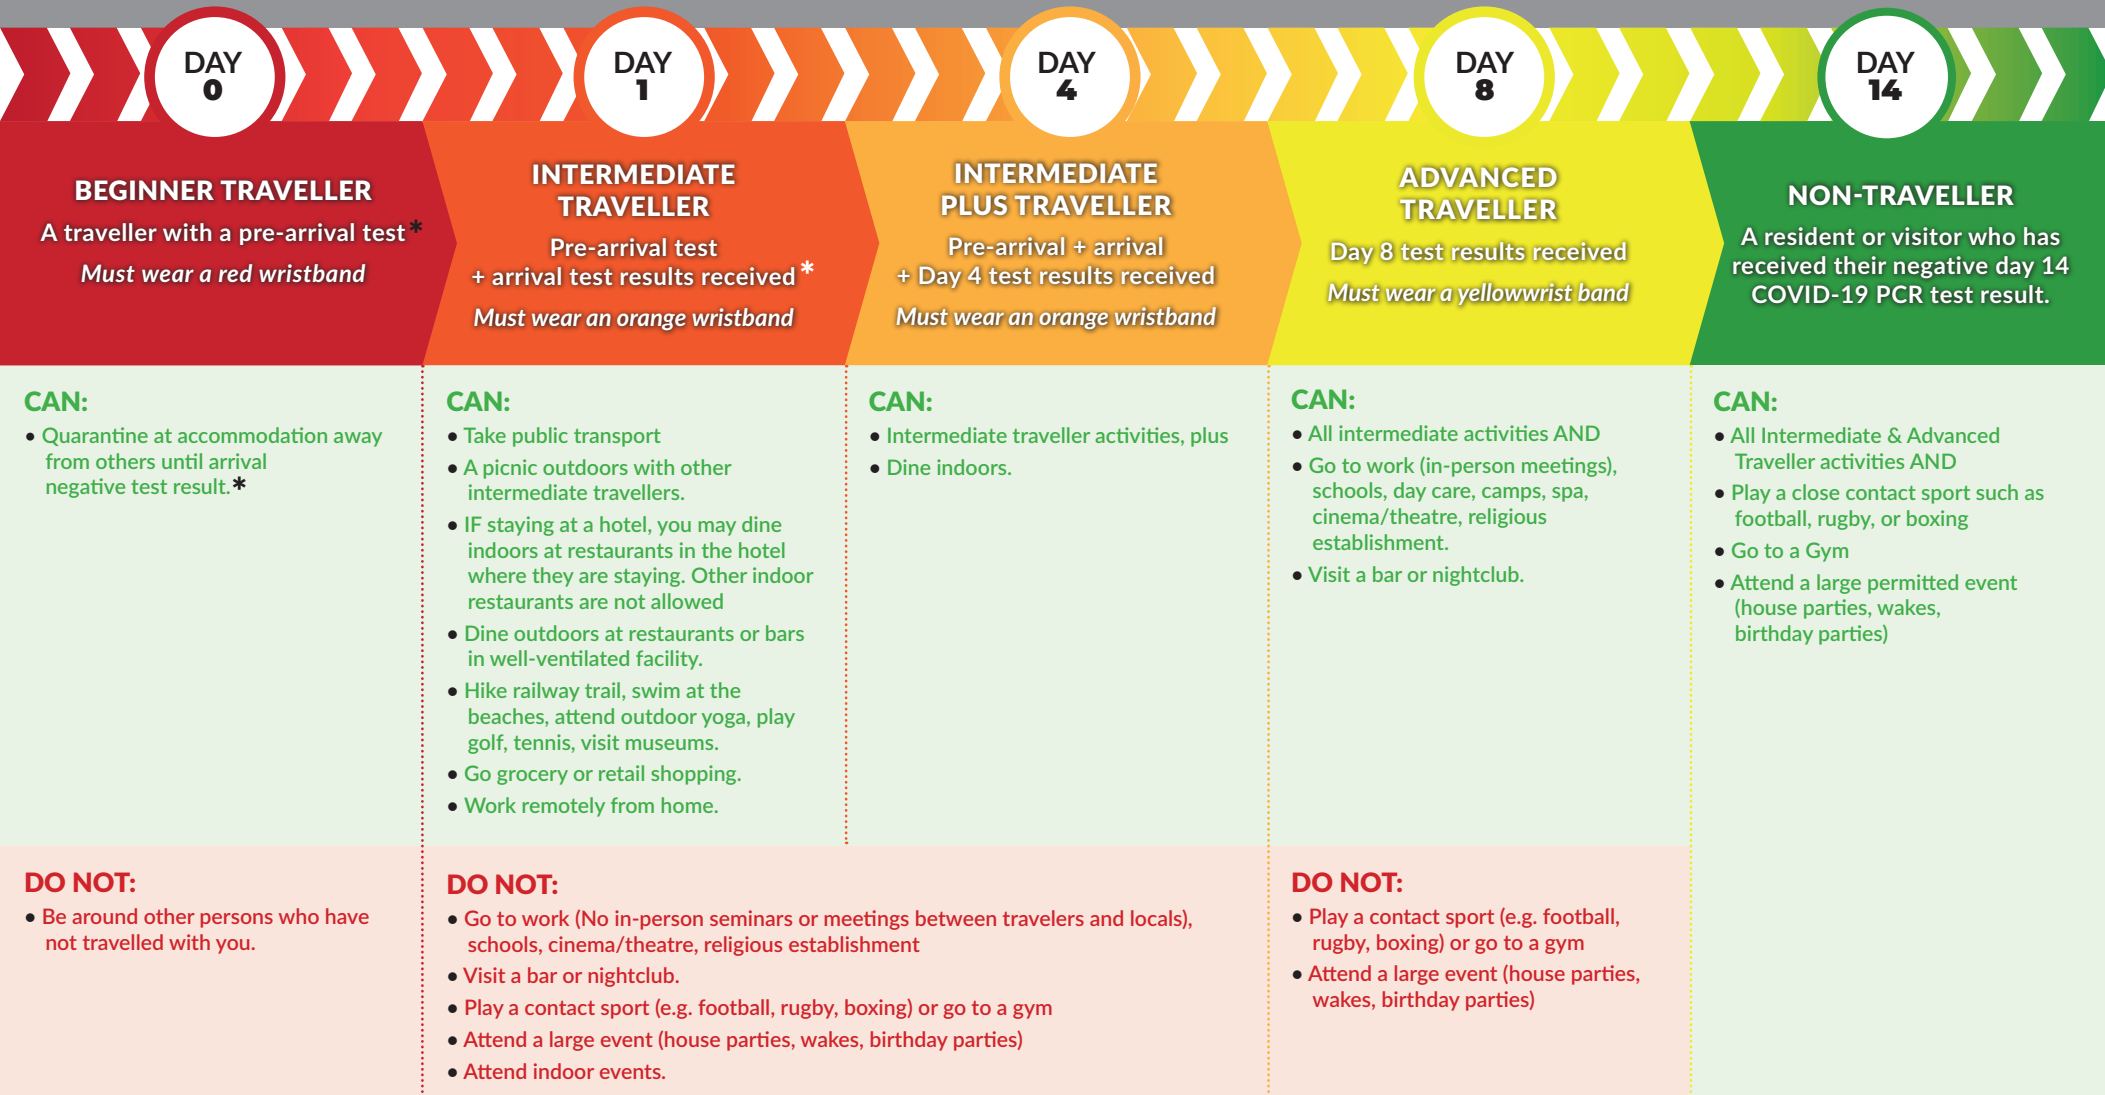 DAY
0
DAY
1
DAY
4
DAY
8
DAY
14
BEGINNER TRAVELLER
A traveller with a pre-arrival test*
Must wear a red wristband
INTERMEDIATE
TRAVELLER
Pre-arrival test
+ arrival test results received*
Must wear an orange wristband
INTERMEDIATE
PLUS TRAVELLER
Pre-arrival + arrival
+ Day 4 test results received
Must wear an orange wristband
ADVANCED
TRAVELLER
Day 8 test results received
Must wear a yellowwrist band
NON-TRAVELLER
A resident or visitor who has
received their negative day 14
COVID-19 PCR test result.
CAN:
• Quarantine at accommodation away
from others until arrival
negative test result.*
CAN:
• Take public transport
• A picnic outdoors with other
intermediate travellers.
• IF staying at a hotel, you may dine
indoors at restaurants in the hotel
where they are staying. Other indoor
restaurants are not allowed
• Dine outdoors at restaurants or bars
in well-ventilated facility.
• Hike railway trail, swim at the
beaches, attend outdoor yoga, play
golf, tennis, visit museums.
• Go grocery or retail shopping.
• Work remotely from home.
CAN:
• Intermediate traveller activities, plus
• Dine indoors.
CAN:
• All intermediate activities AND
• Go to work (in-person meetings),
schools, day care, camps, spa,
cinema/theatre, religious
establishment.
• Visit a bar or nightclub.
CAN:
• All Intermediate & Advanced
Traveller activities AND
• Play a close contact sport such as
football, rugby, or boxing
• Go to a Gym
• Attend a large permitted event
(house parties, wakes,
birthday parties)
DO NOT:
• Be around other persons who have
not travelled with you.
DO NOT:
• Go to work (No in-person seminars or meetings between travelers and locals),
schools, cinema/theatre, religious establishment
• Visit a bar or nightclub.
• Play a contact sport (e.g. football, rugby, boxing) or go to a gym
• Attend a large event (house parties, wakes, birthday parties)
• Attend indoor events.
DO NOT:
• Play a contact sport (e.g. football,
rugby, boxing) or go to a gym
• Attend a large event (house parties,
wakes, birthday parties)